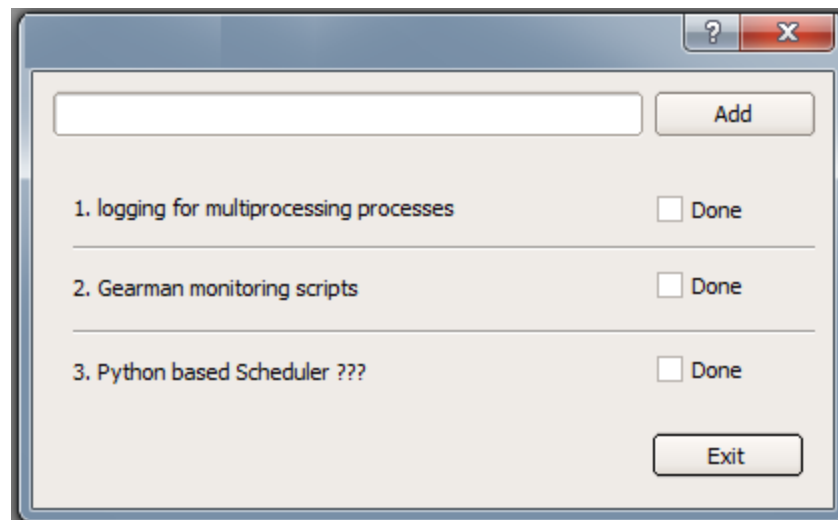 ?
Add
1. logging for multiprocessing processes Done
2. Gearman monitoring scripts Done
3. Python based Scheduler ??? Done
Exit